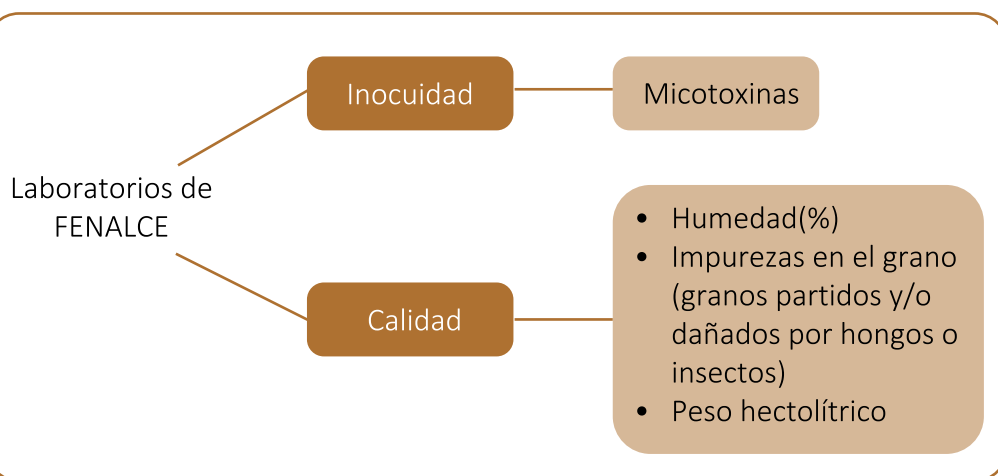 Laboratorios de
FENALCE
Inocuidad
Micotoxinas
Calidad
• Humedad(%)
• Impurezas en el grano
(granos partidos y/o
dañados por hongos o
insectos)
• Peso hectolítrico